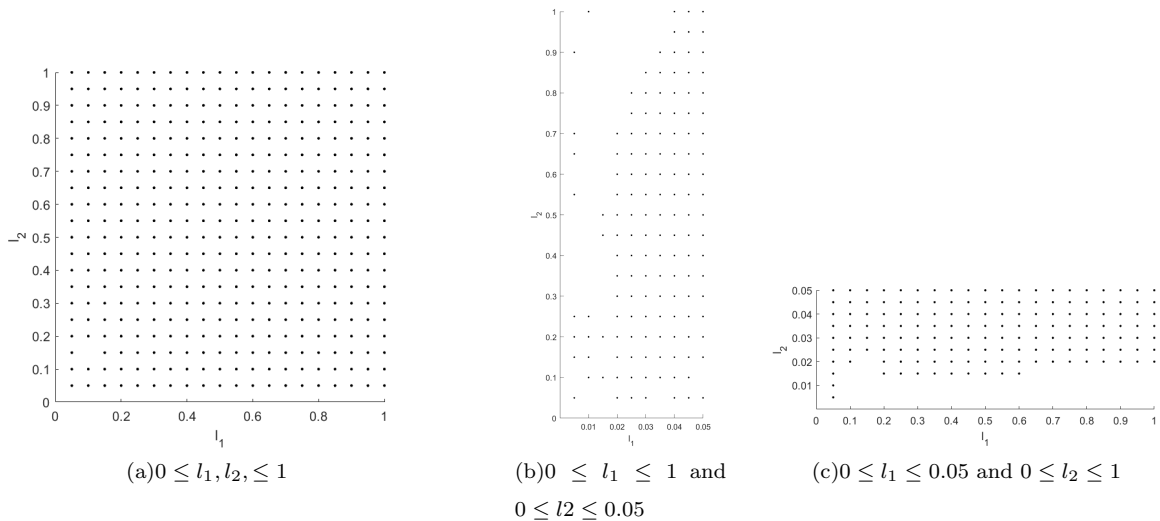 1
0.9
0.8
0.7
0.6
0.5
0.4
0.3
0.2
0.1
0
l₂
0 0.2 0.4 0.6 0.8 1
l₁
(a)0 ≤ l₁, l₂, ≤ 1
1
0.9
0.8
0.7
0.6
0.5
0.4
0.3
0.2
0.1
0
l₂
0.01 0.02 0.03 0.04 0.05
l₁
(b)0 ≤ l₁ ≤ 1 and
0 ≤ l2 ≤ 0.05
0.05
0.04
0.03
0.02
0.01
l₂
0 0.1 0.2 0.3 0.4 0.5 0.6 0.7 0.8 0.9 1
l₁
(c)0 ≤ l₁ ≤ 0.05 and 0 ≤ l₂ ≤ 1